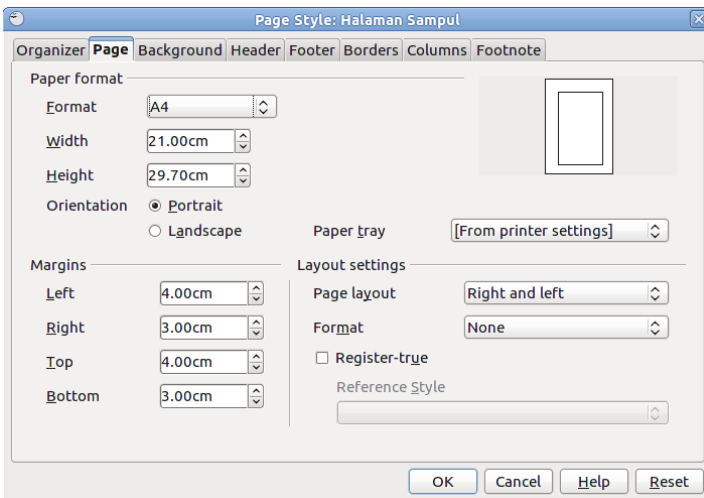 Page Style: Halaman Sampul
Organizer Page Background Header Footer Borders Columns Footnote
Paper format
Format A4
Width 21.00cm
Height 29.70cm
Orientation Portrait
Landscape
Paper tray [From printer settings]
Margins
Left 4.00cm
Right 3.00cm
Top 4.00cm
Bottom 3.00cm
Layout settings
Page layout Right and left
Format None
Register-true
Reference Style
OK Cancel Help Reset